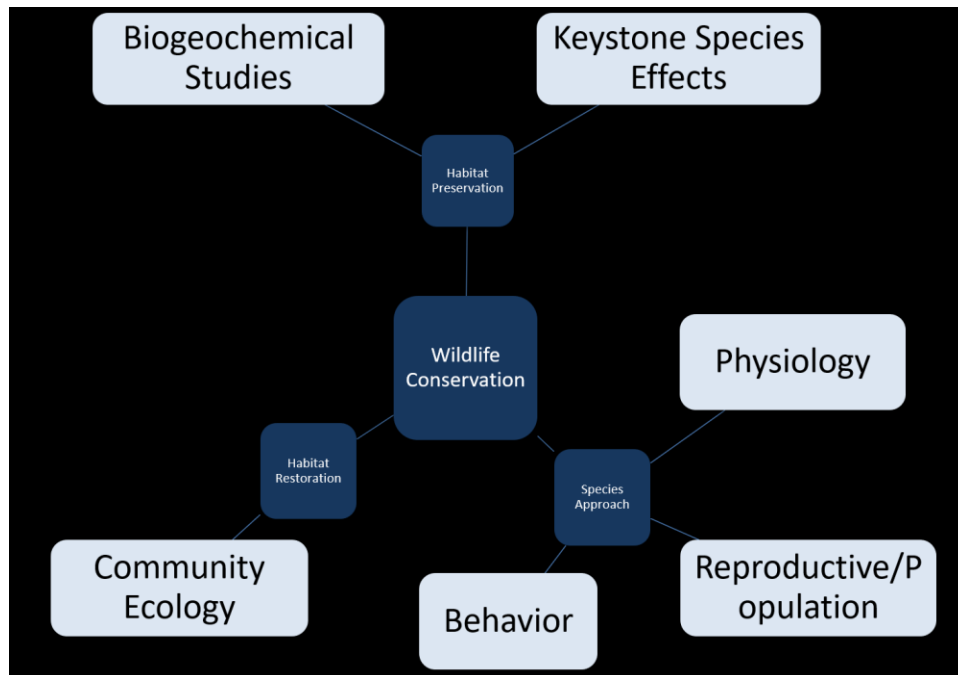 Biogeochemical
Studies
Keystone Species
Effects
Habitat
Preservation
Wildlife
Conservation
Physiology
Habitat
Restoration
Species
Approach
Community
Ecology
Behavior
Reproductive/P
opulation